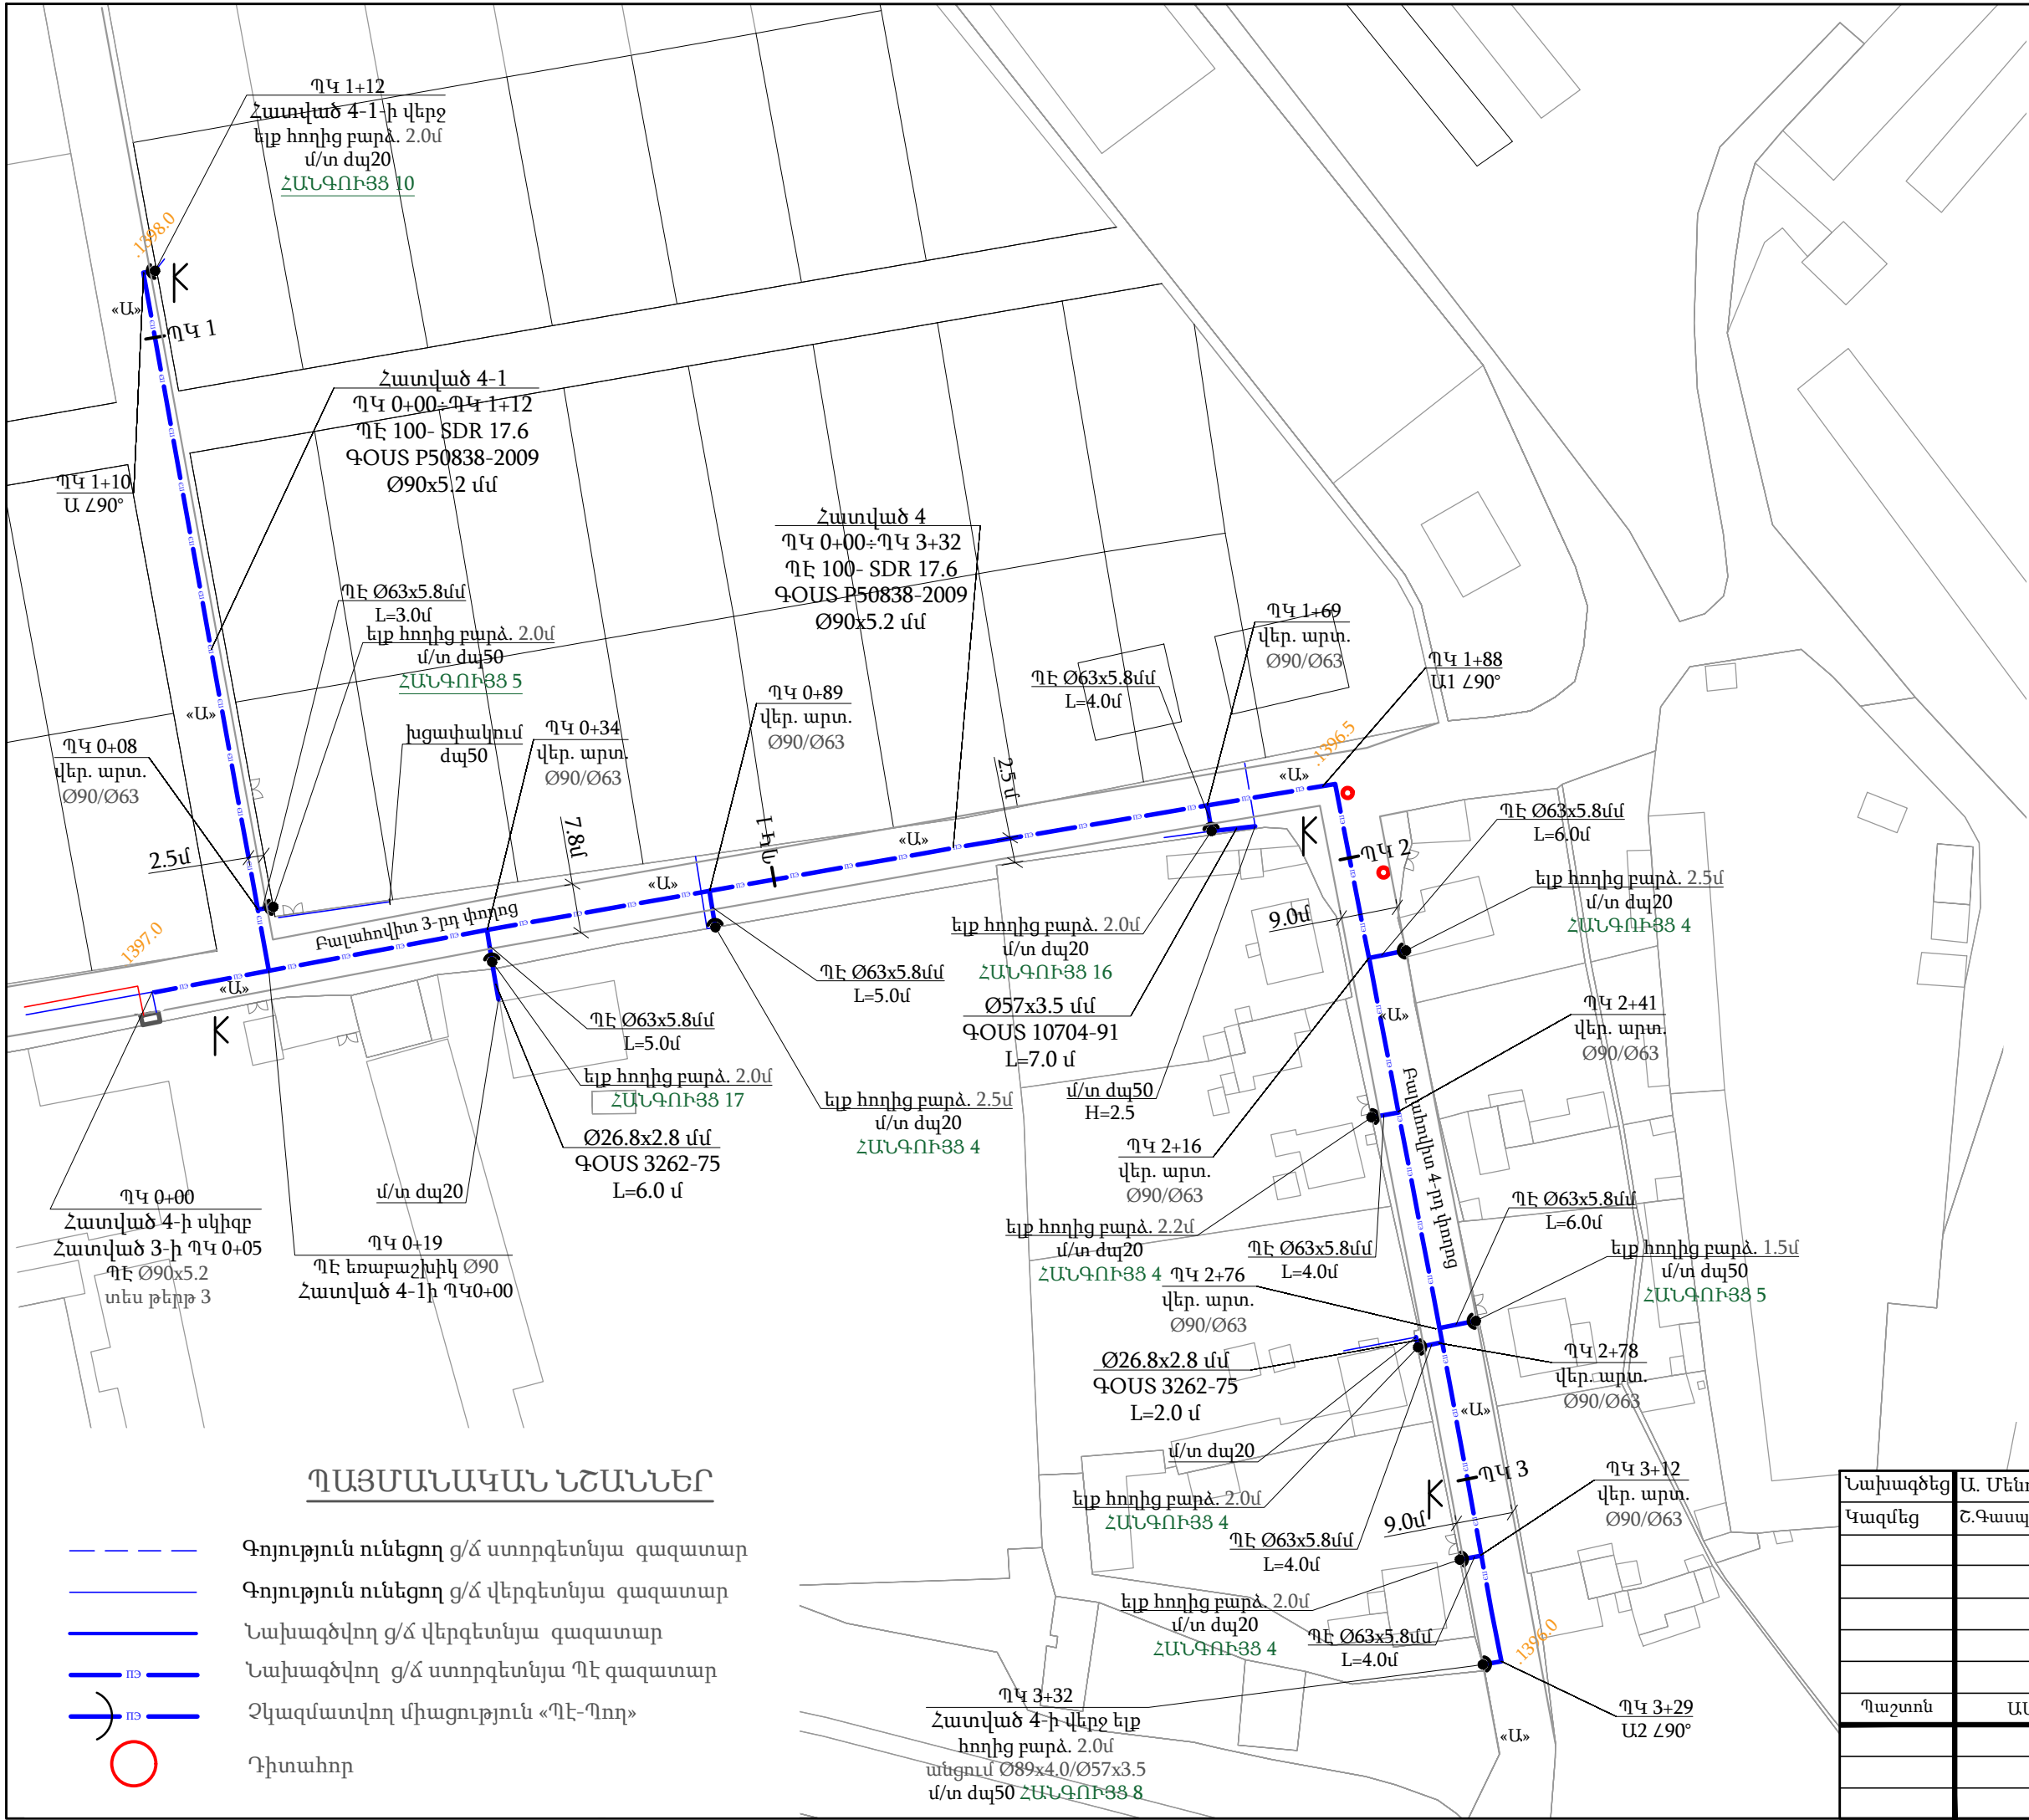 ՊԿ 1+12
Հատված 4-1-ի վերջ
ելք հողից բարձ. 2.0մ
մ/տ դպ20
ՀԱՆԳՈՒՅՑ 10
.1398.0
«Ա»
ՊԿ 1
ՊԿ 1+10
Ա ∠90°
Հատված 4-1
ՊԿ 0+00÷ՊԿ 1+12
ՊԷ 100- SDR 17.6
ԳՕՍՏ Р50838-2009
Ø90x5.2 մմ
ՊԷ Ø63x5.8մմ
L=3.0մ
ելք հողից բարձ. 2.0մ
մ/տ դպ50
ՀԱՆԳՈՒՅՑ 5
խցափակում
դպ50
«Ա»
ՊԿ 0+08
վեր. արտ.
Ø90/Ø63
2.5մ
ՊԿ 0+34
վեր. արտ.
Ø90/Ø63
7.8մ
ՊԿ 0+89
վեր. արտ.
Ø90/Ø63
ՊԿ 1
Հատված 4
ՊԿ 0+00÷ՊԿ 3+32
ՊԷ 100- SDR 17.6
ԳՕՍՏ Р50838-2009
Ø90x5.2 մմ
2.5 մ
ՊԷ Ø63x5.8մմ
L=4.0մ
ՊԿ 1+69
վեր. արտ.
Ø90/Ø63
ՊԿ 1+88
Ա1 ∠90°
.1396.5
«Ա»
«Ա»
«Ա»
Բալահովիտ 3-րդ փողոց
1397.0
«Ա»
ՊԿ 2
ՊԷ Ø63x5.8մմ
L=6.0մ
ելք հողից բարձ. 2.5մ
մ/տ դպ20
ՀԱՆԳՈՒՅՑ 4
9.0մ
ելք հողից բարձ. 2.0մ
մ/տ դպ20
ՀԱՆԳՈՒՅՑ 16
ՊԷ Ø63x5.8մմ
L=5.0մ
Ø57x3.5 մմ
ԳՕՍՏ 10704-91
L=7.0 մ
մ/տ դպ50
H=2.5
ՊԷ Ø63x5.8մմ
L=5.0մ
ելք հողից բարձ. 2.0մ
ՀԱՆԳՈՒՅՑ 17
ելք հողից բարձ. 2.5մ
մ/տ դպ20
ՀԱՆԳՈՒՅՑ 4
Ø26.8x2.8 մմ
ԳՕՍՏ 3262-75
L=6.0 մ
մ/տ դպ20
ՊԿ 0+00
Հատված 4-ի սկիզբ
Հատված 3-ի ՊԿ 0+05
ՊԷ Ø90x5.2
տես թերթ 3
ՊԿ 0+19
ՊԷ եռաբաշխիկ Ø90
Հատված 4-1ի ՊԿ0+00
«Ա»
ՊԿ 2+41
վեր. արտ.
Ø90/Ø63
ՊԿ 2+16
վեր. արտ.
Ø90/Ø63
Բալահովիտ 4-րդ փողոց
ելք հողից բարձ. 2.2մ
մ/տ դպ20
ՀԱՆԳՈՒՅՑ 4
ՊԷ Ø63x5.8մմ
L=4.0մ
ՊԷ Ø63x5.8մմ
L=6.0մ
ելք հողից բարձ. 1.5մ
մ/տ դպ50
ՀԱՆԳՈՒՅՑ 5
ՊԿ 2+76
վեր. արտ.
Ø90/Ø63
ՊԿ 2+78
վեր. արտ.
Ø90/Ø63
Ø26.8x2.8 մմ
ԳՕՍՏ 3262-75
L=2.0 մ
«Ա»
մ/տ դպ20
ՊԿ 3
ելք հողից բարձ. 2.0մ
ՀԱՆԳՈՒՅՑ 4
9.0մ
ՊԿ 3+12
վեր. արտ.
Ø90/Ø63
ՊԷ Ø63x5.8մմ
L=4.0մ
ելք հողից բարձ. 2.0մ
մ/տ դպ20
ՀԱՆԳՈՒՅՑ 4
ՊԷ Ø63x5.8մմ
L=4.0մ
.1396.0
ՊԿ 3+32
Հատված 4-ի վերջ ելք
հողից բարձ. 2.0մ
անցում Ø89x4.0/Ø57x3.5
մ/տ դպ50 ՀԱՆԳՈՒՅՑ 8
ՊԿ 3+29
Ա2 ∠90°
«Ա»
ՊԱՅՄԱՆԱԿԱՆ ՆՇԱՆՆԵՐ
Գոյություն ունեցող ց/ճ ստորգետնյա գազատար
Գոյություն ունեցող ց/ճ վերգետնյա գազատար
Նախագծվող ց/ճ վերգետնյա գազատար
ПЭ Նախագծվող ց/ճ ստորգետնյա ՊԷ գազատար
ПЭ Չկազմատվող միացություն «ՊԷ-Պող»
Դիտահոր
Նախագծեց Ա.
Կազմեց
Պաշտոն